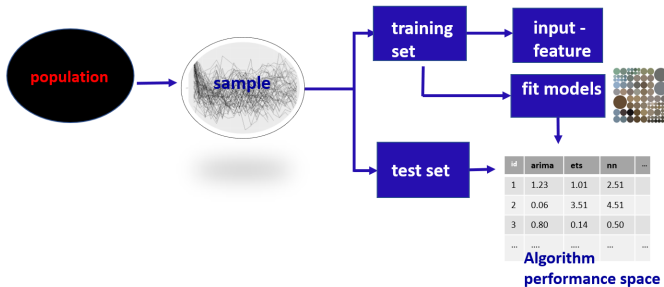 population
sample
training
set
input -
feature
fit models
test set
id arima ets nn ...
1 1.23 1.01 2.51
2 0.06 3.51 4.51
3 0.80 0.14 0.50
... .... ... ... ...
Algorithm
performance space